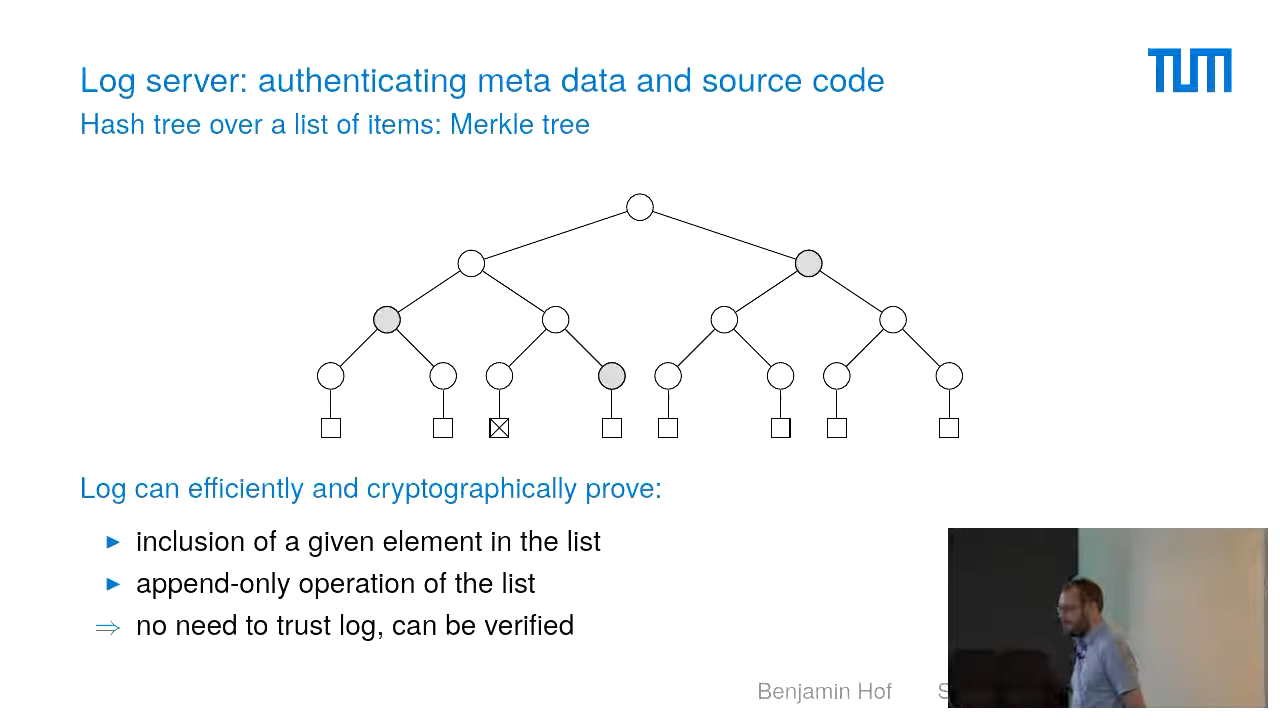 Log server: authenticating meta data and source code
TUM
Hash tree over a list of items: Merkle tree
Log can efficiently and cryptographically prove:
inclusion of a given element in the list
append-only operation of the list
⇒ no need to trust log, can be verified
Benjamin Hof